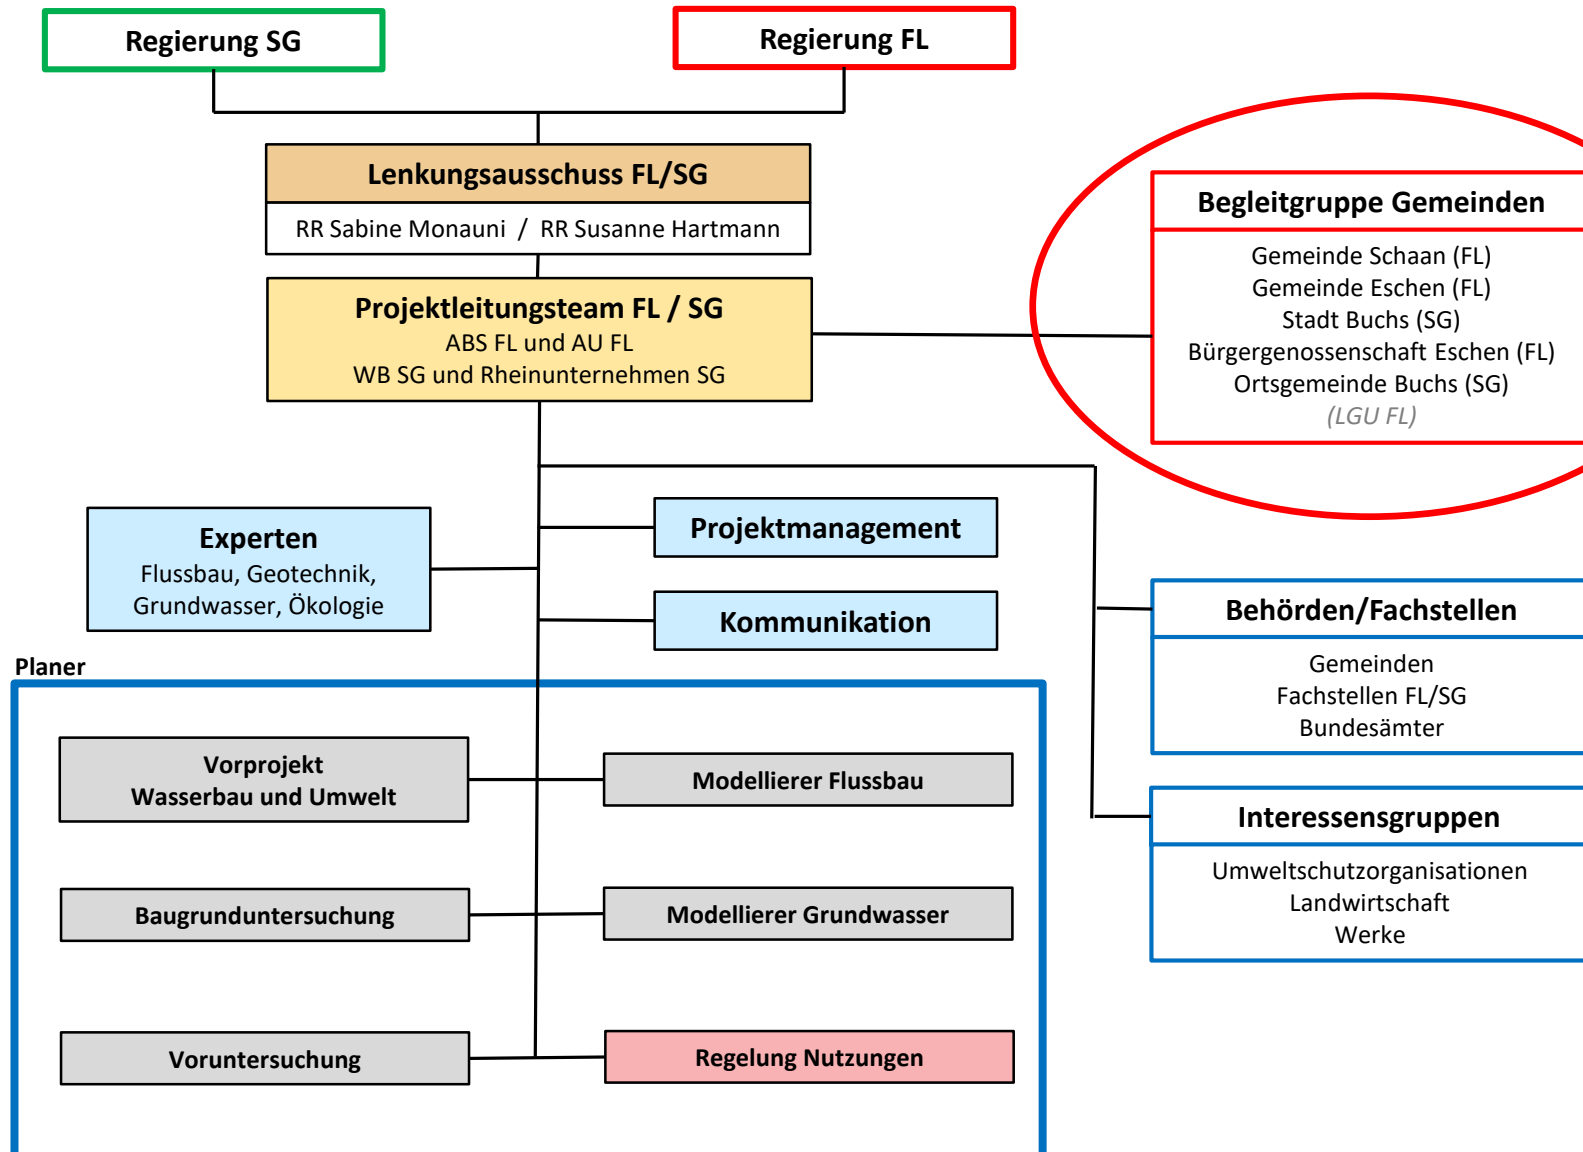 Regierung SG
Regierung FL
Lenkungsausschuss FL/SG
RR Sabine Monauni / RR Susanne Hartmann
Projektleitungsteam FL / SG
ABS FL und AU FL
WB SG und Rheinunternehmen SG
Begleitgruppe Gemeinden
Gemeinde Schaan (FL)
Gemeinde Eschen (FL)
Stadt Buchs (SG)
Bürgergenossenschaft Eschen (FL)
Ortsgemeinde Buchs (SG)
(LGU FL)
Experten
Flussbau, Geotechnik,
Grundwasser, Ökologie
Projektmanagement
Kommunikation
Behörden/Fachstellen
Gemeinden
Fachstellen FL/SG
Bundesämter
Interessensgruppen
Umweltschutzorganisationen
Landwirtschaft
Werke
Planer
Vorprojekt
Wasserbau und Umwelt
Modellierer Flussbau
Baugrunduntersuchung
Modellierer Grundwasser
Voruntersuchung
Regelung Nutzungen